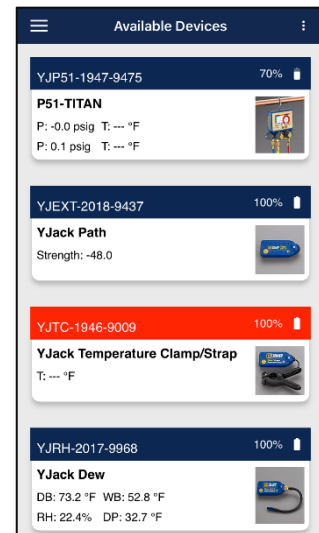 Available Devices
YJP51-1947-9475 70%
P51-TITAN
P: -0.0 psig T: --- °F
P: 0.1 psig T: --- °F
YJEXT-2018-9437 100%
YJack Path
Strength: -48.0
YJTC-1946-9009 100%
YJack Temperature Clamp/Strap
T: --- °F
YJRH-2017-9968 100%
YJack Dew
DB: 73.2 °F WB: 52.8 °F
RH: 22.4% DP: 32.7 °F